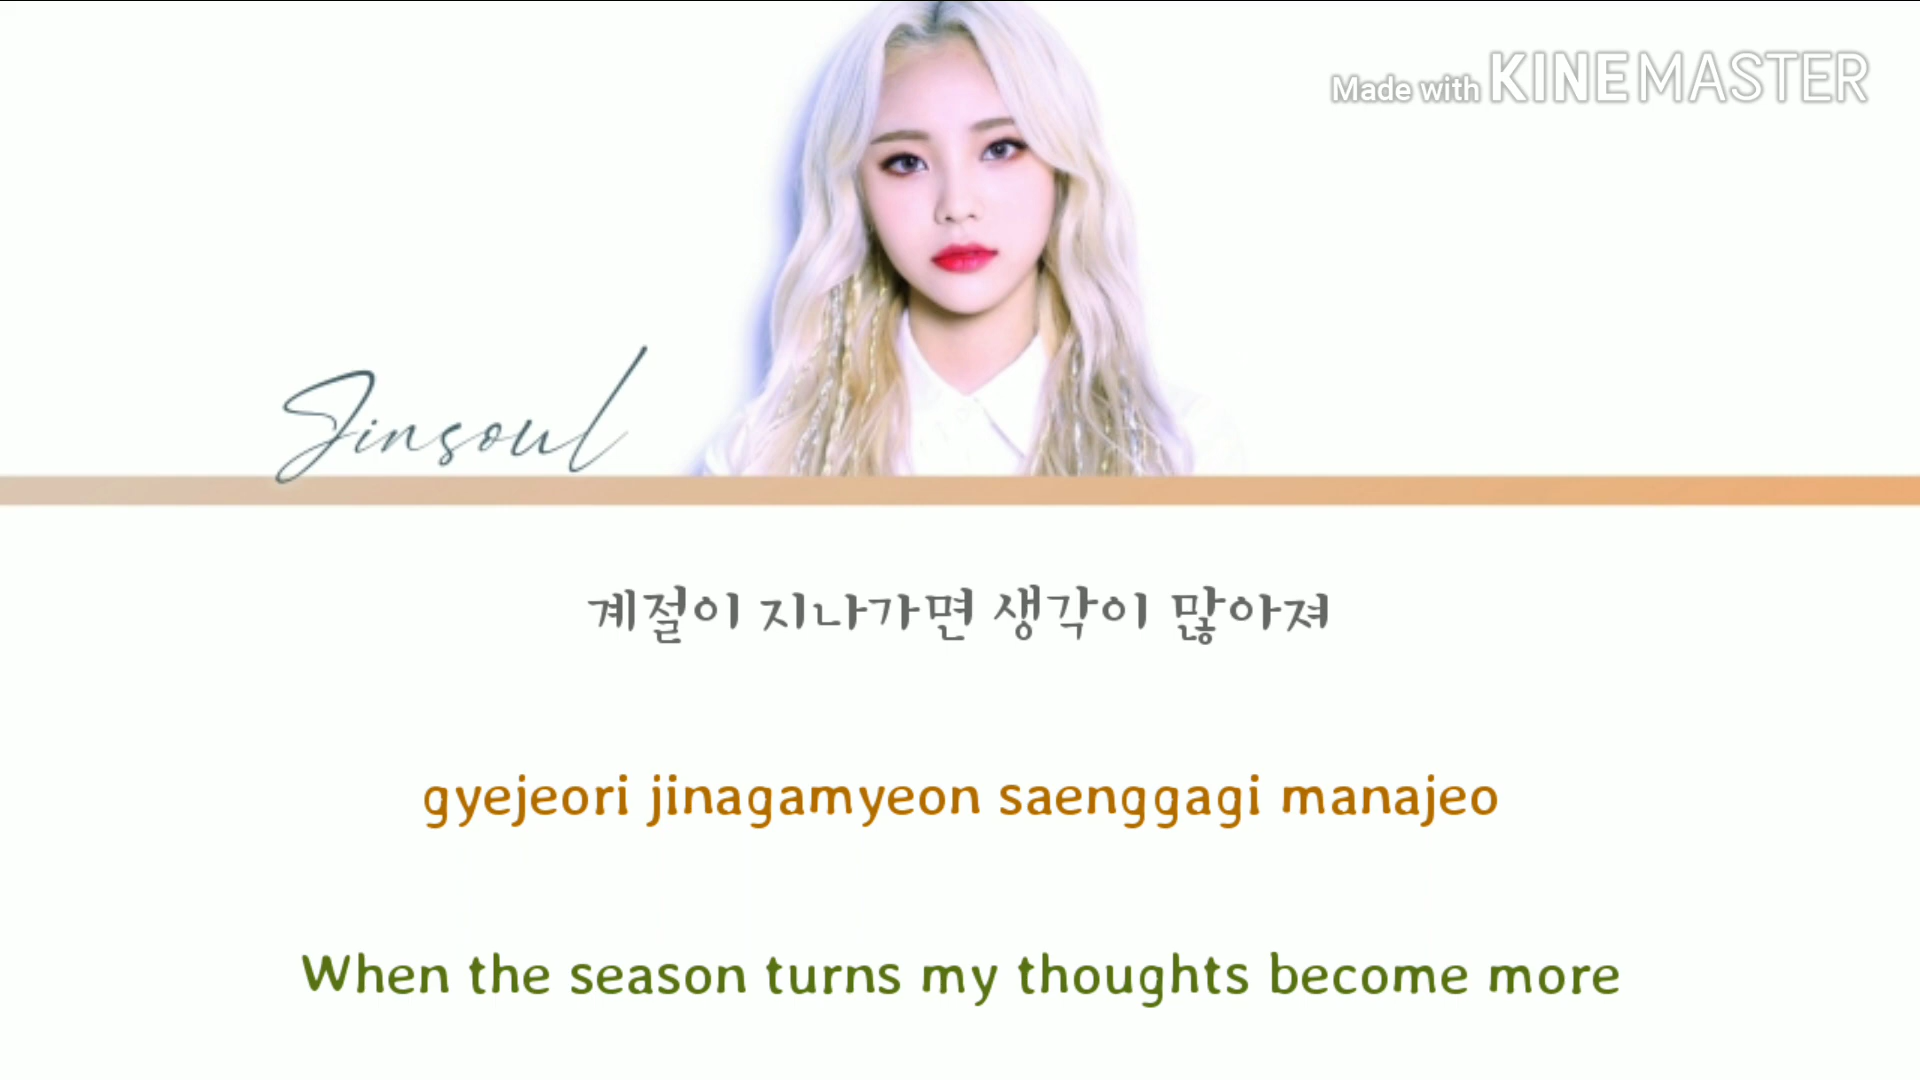 Made with KINEMASTER
Jinsoul
계절이 지나가면 생각이 많아져
gyejeori jinagamyeon saenggagi manajeo
When the season turns my thoughts become more